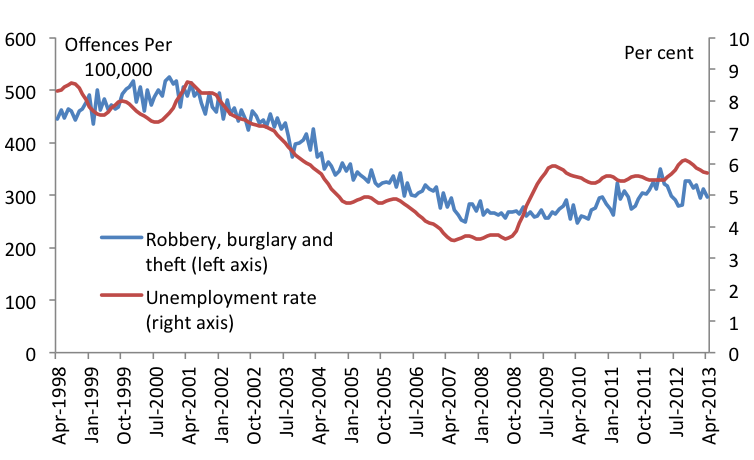 Offences Per
100,000
Per cent
600
500
400
300
200
100
0
10
9
8
7
6
5
4
3
2
1
0
Robbery, burglary and
theft (left axis)
Unemployment rate
(right axis)
Apr-1998
Jan-1999
Oct-1999
Jul-2000
Apr-2001
Jan-2002
Oct-2002
Jul-2003
Apr-2004
Jan-2005
Oct-2005
Jul-2006
Apr-2007
Jan-2008
Oct-2008
Jul-2009
Apr-2010
Jan-2011
Oct-2011
Jul-2012
Apr-2013